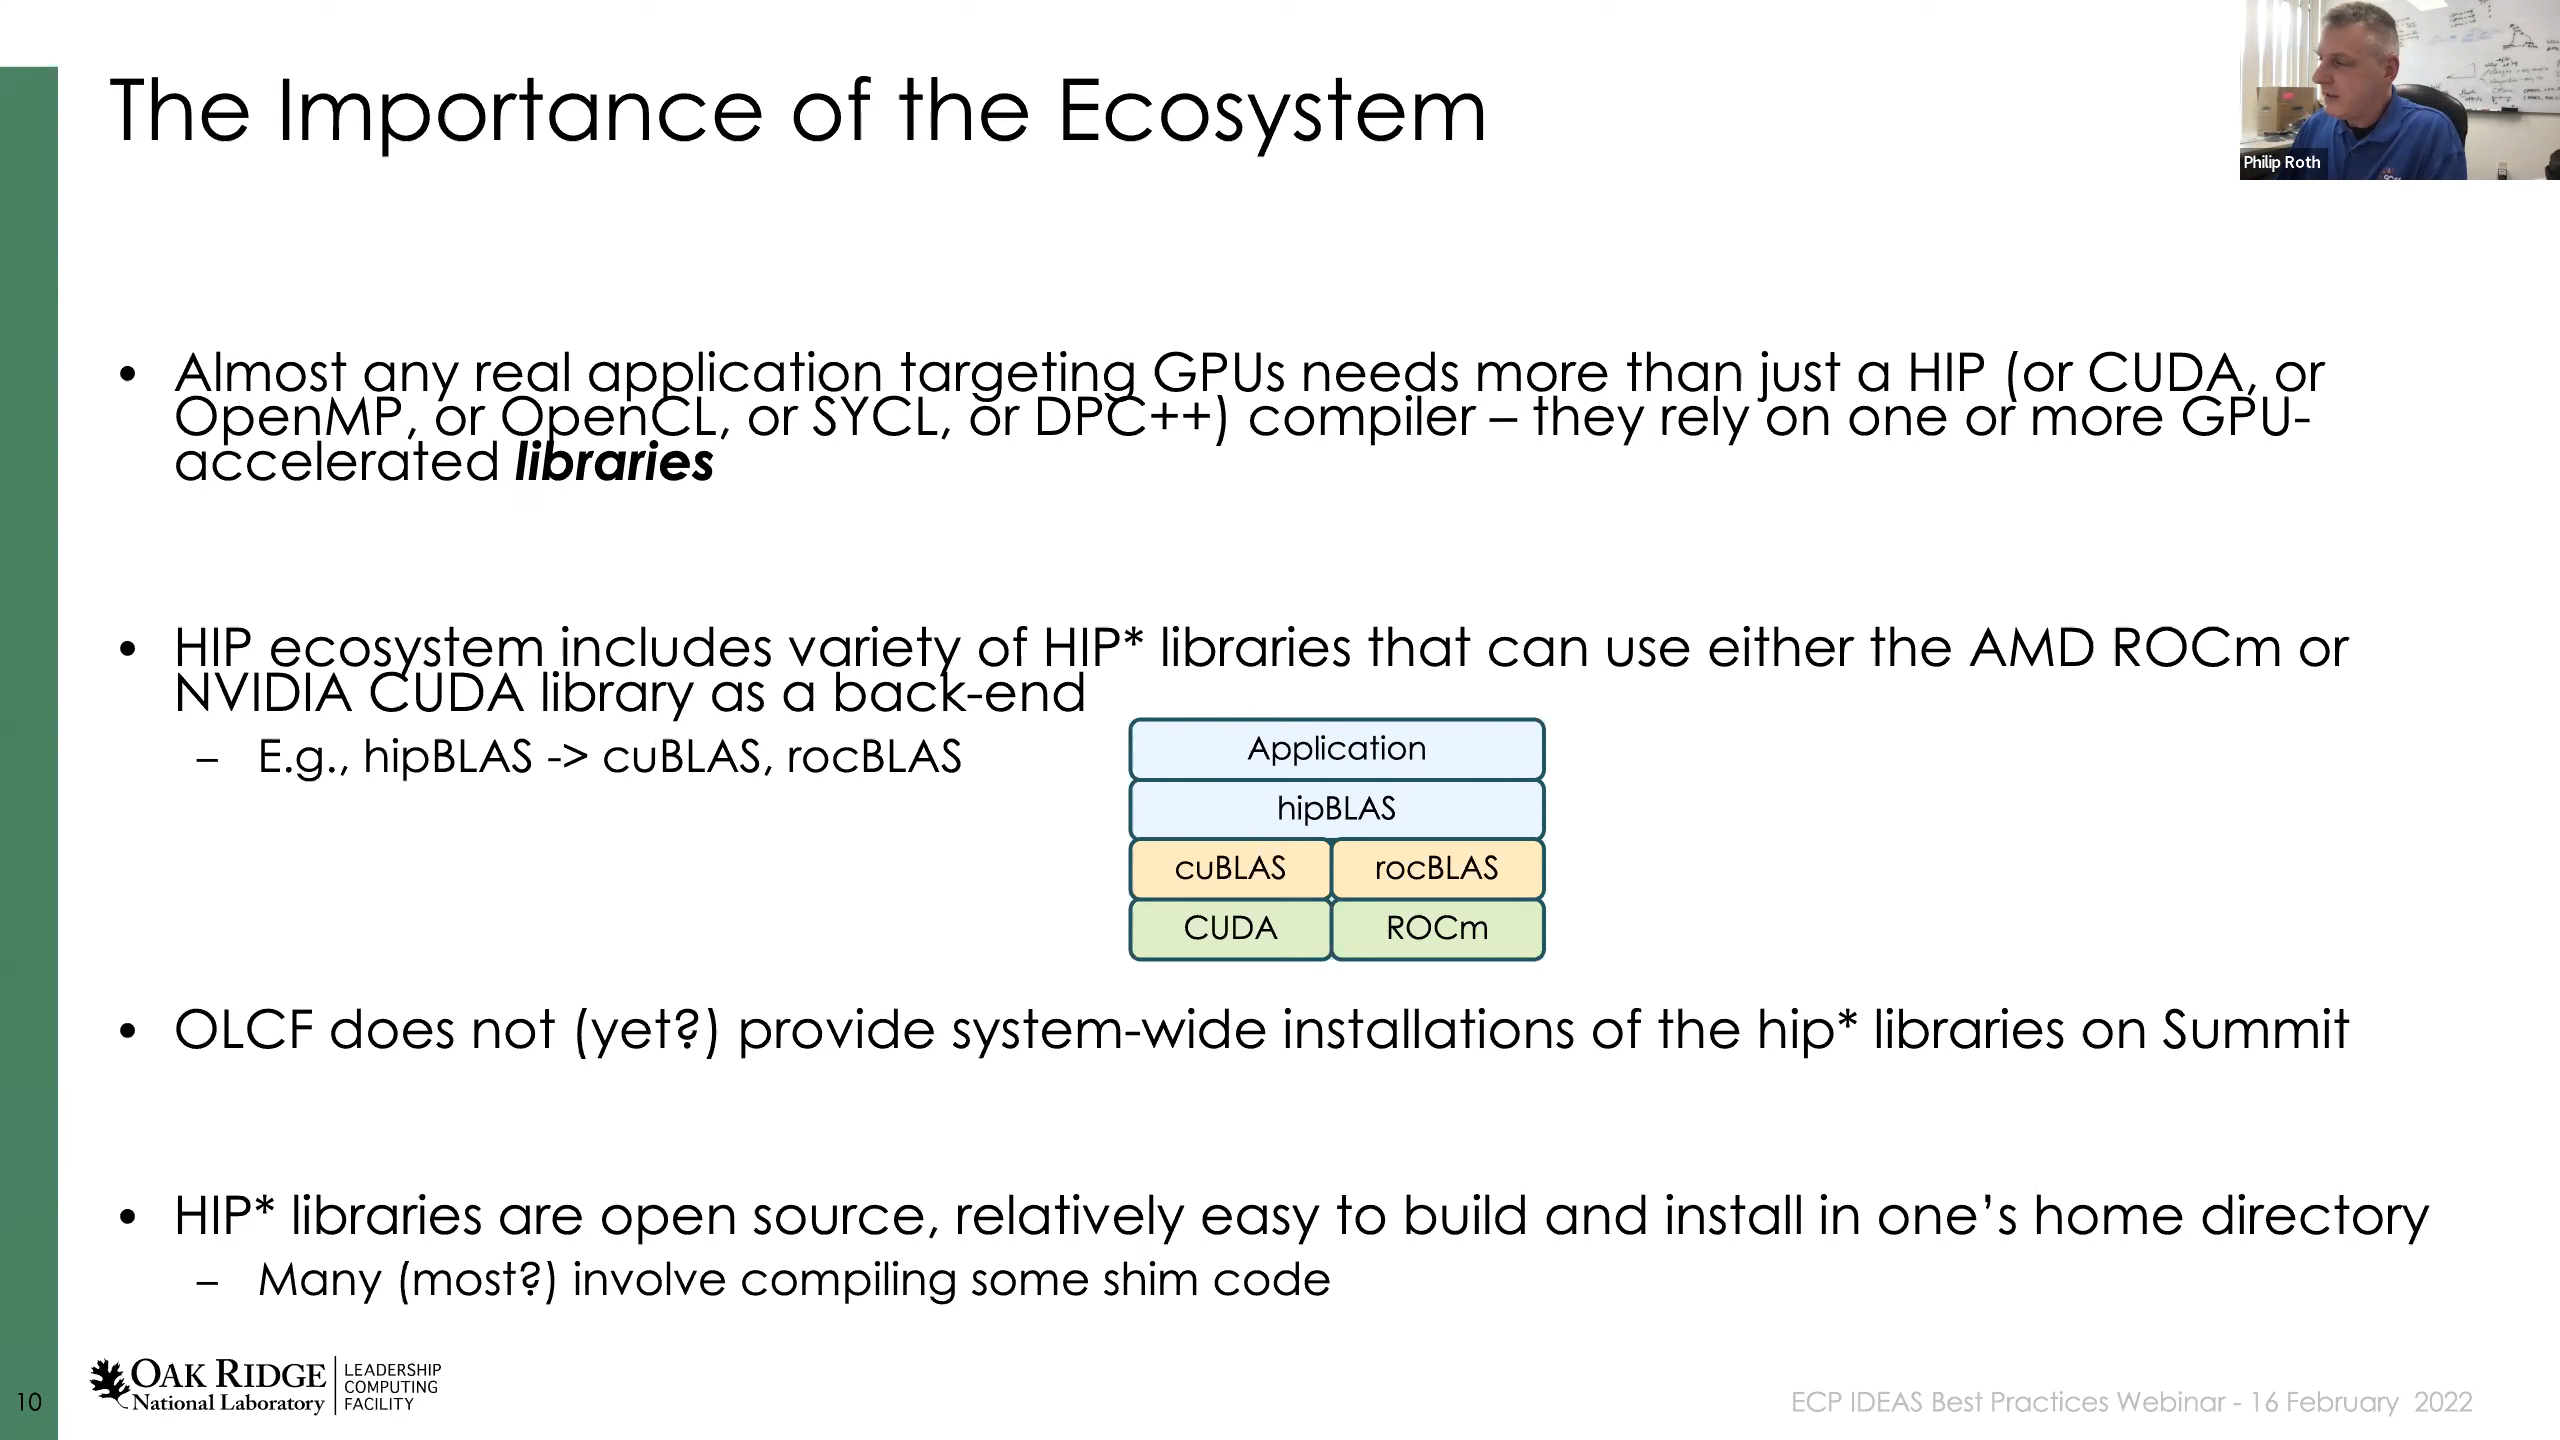 The Importance of the Ecosystem
Philip Roth
• Almost any real application targeting GPUs needs more than just a HIP (or CUDA, or
OpenMP, or OpenCL, or SYCL, or DPC++) compiler – they rely on one or more GPU-
accelerated libraries
• HIP ecosystem includes variety of HIP* libraries that can use either the AMD ROCm or
NVIDIA CUDA library as a back-end
– E.g., hipBLAS -> cuBLAS, rocBLAS
Application
hipBLAS
cuBLAS rocBLAS
CUDA ROCm
• OLCF does not (yet?) provide system-wide installations of the hip* libraries on Summit
• HIP* libraries are open source, relatively easy to build and install in one’s home directory
– Many (most?) involve compiling some shim code
10
OAK RIDGE
National Laboratory
LEADERSHIP
COMPUTING
FACILITY
ECP IDEAS Best Practices Webinar - 16 February 2022